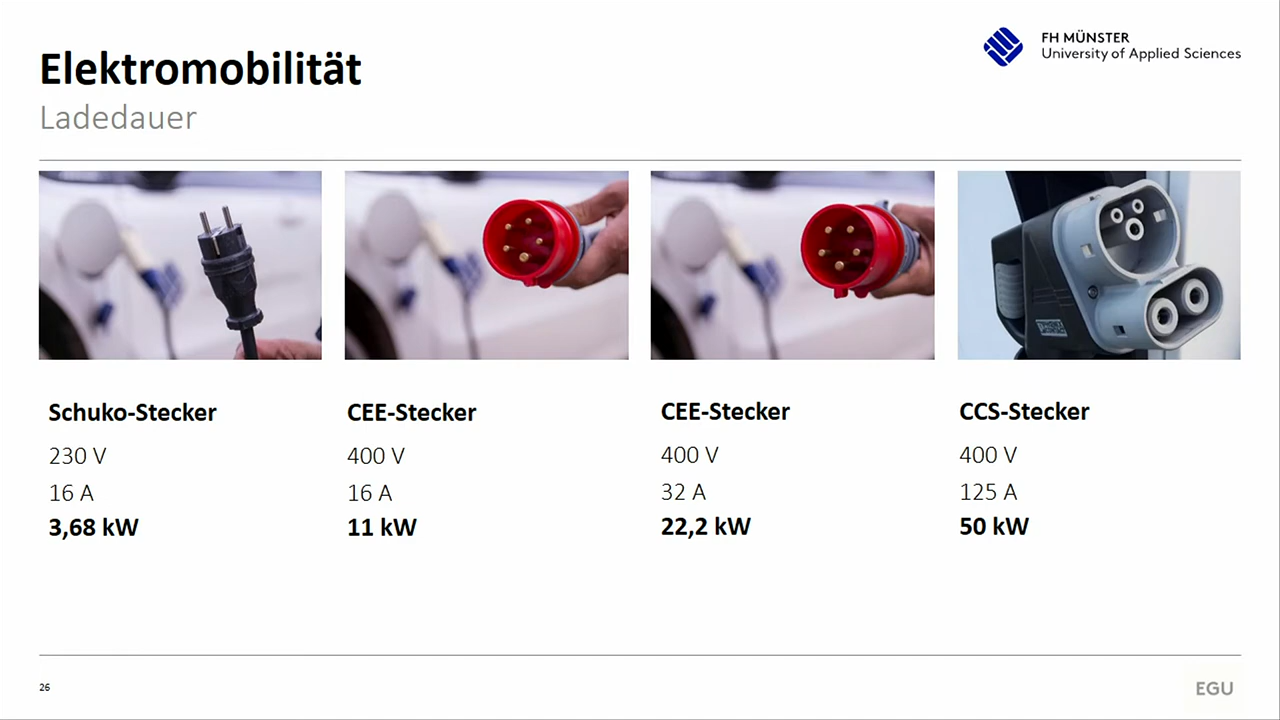 Elektromobilität
Ladedauer
FH MÜNSTER
University of Applied Sciences
Schuko-Stecker
230 V
16 A
3,68 kW
CEE-Stecker
400 V
16 A
11 kW
CEE-Stecker
400 V
32 A
22,2 kW
CCS-Stecker
400 V
125 A
50 kW
26
EGU